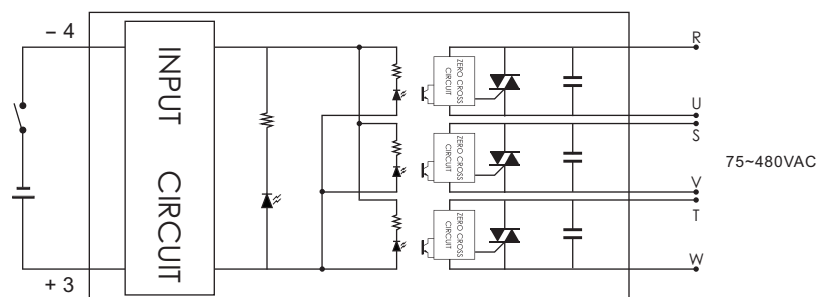 – 4
INPUT CIRCUIT
+ 3
ZERO CROSS
CIRCUIT
R
U
ZERO CROSS
CIRCUIT
S
V
ZERO CROSS
CIRCUIT
T
W
75~480VAC